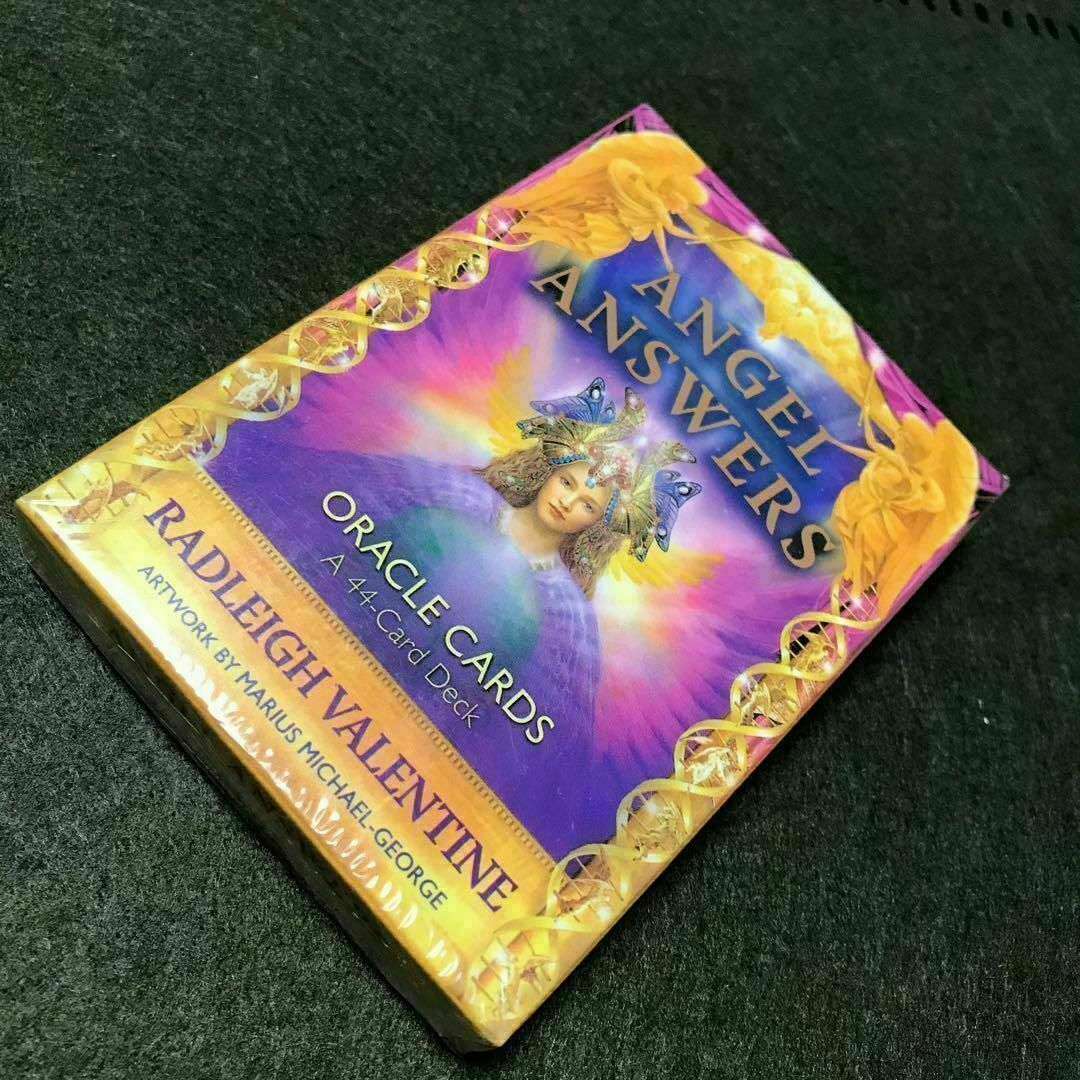 ANGEL
ANSWERS
ORACLE CARDS
A 44-Card Deck
RADLEIGH VALENTINE
ARTWORK BY MARIUS MICHAEL-GEORGE